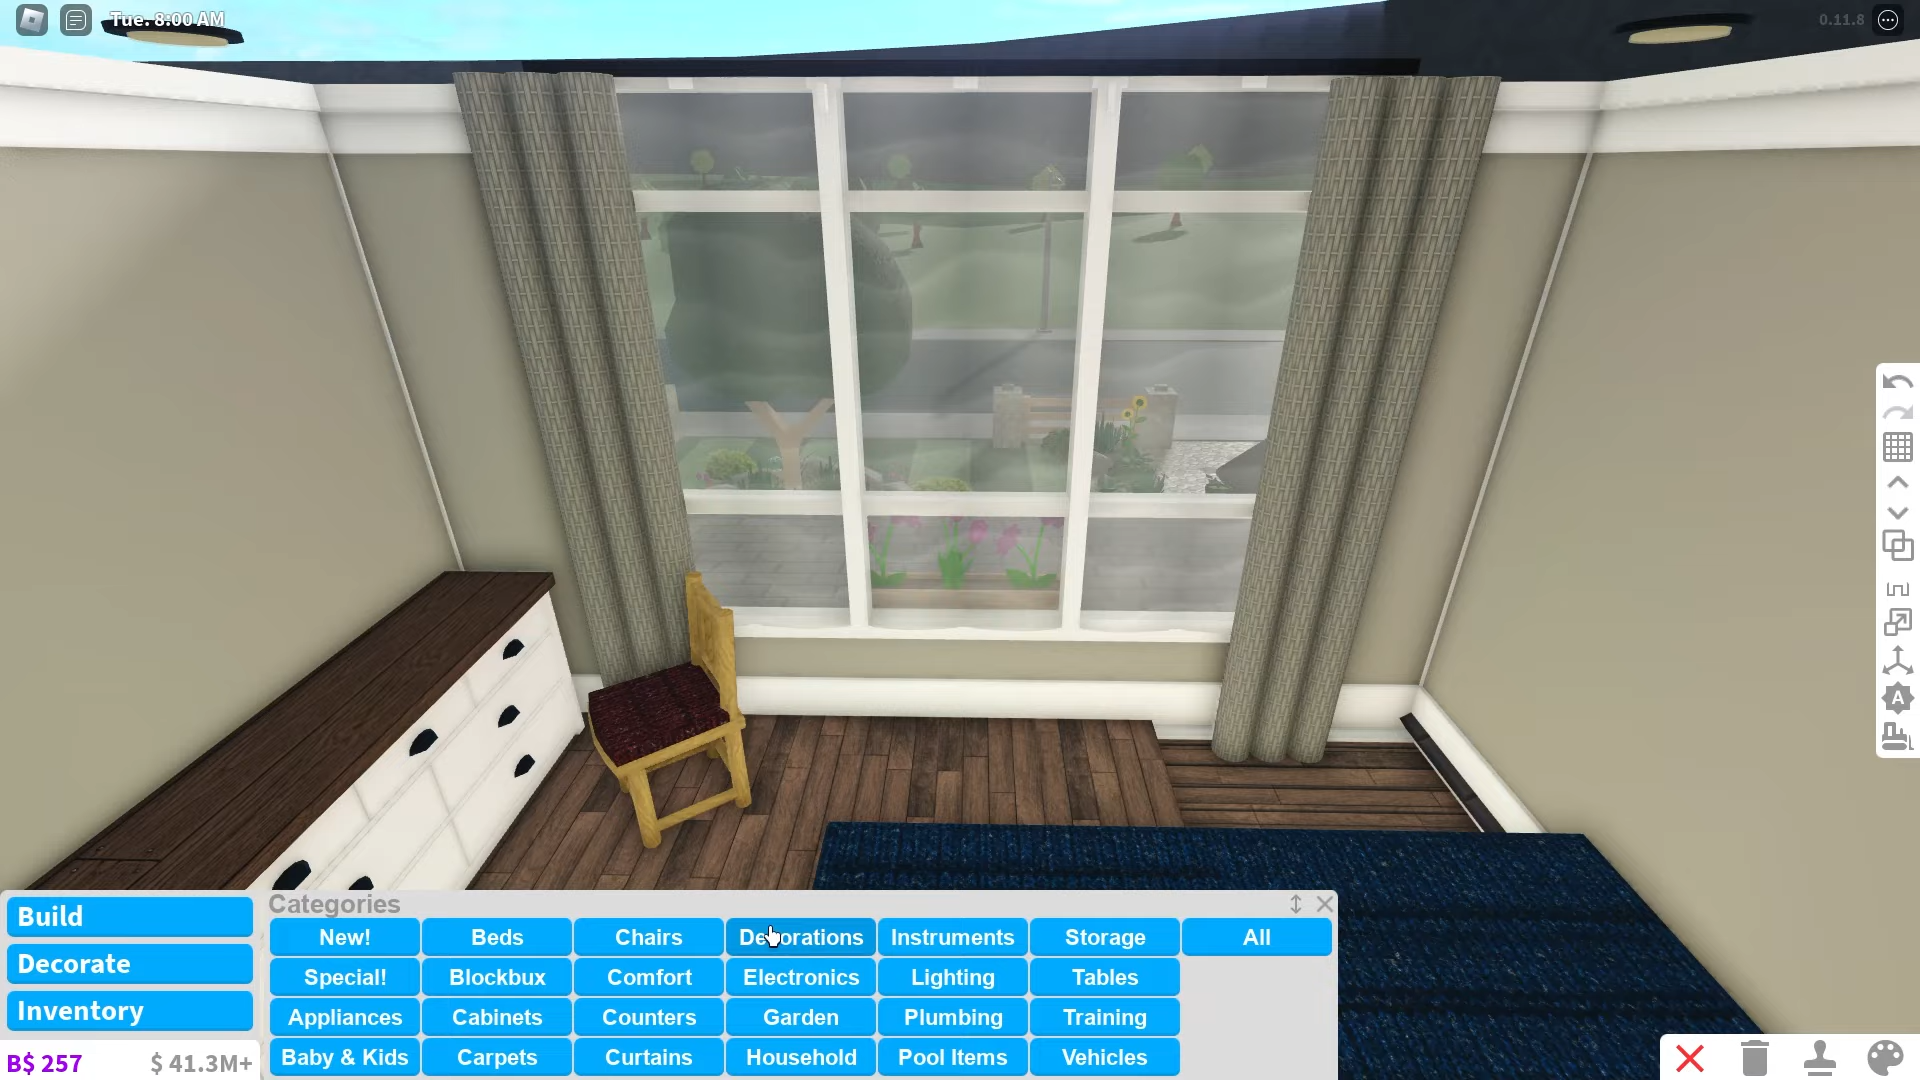 Tue. 8:00 AM
0.11.8
A
Build
Decorate
Inventory
B$ 257
$ 41.3M+
Categories
New! Beds Chairs Decorations Instruments Storage All
Special! Blockbux Comfort Electronics Lighting Tables
Appliances Cabinets Counters Garden Plumbing Training
Baby & Kids Carpets Curtains Household Pool Items Vehicles